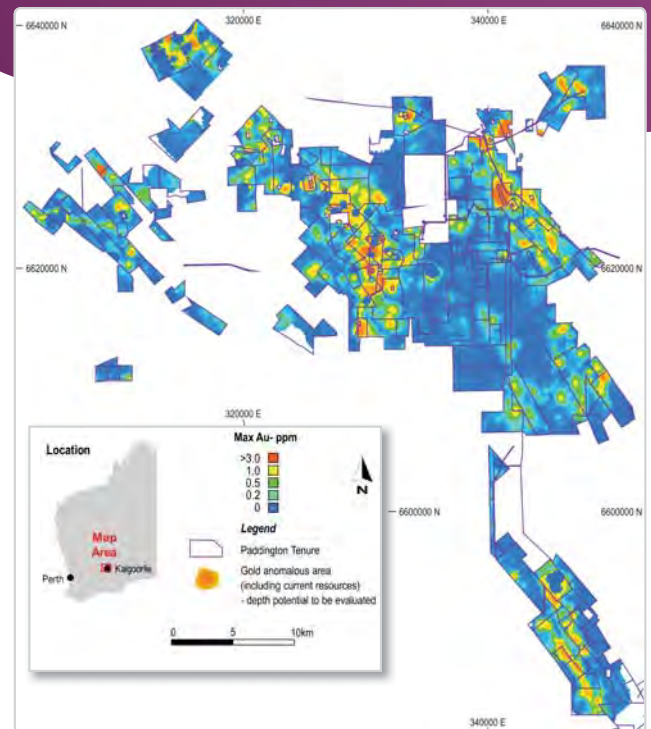 320000 E
340000 E
6640000 N
6640000 N
6620000 N
6620000 N
320000 E
Location
Map
Area
Perth
Kalgoorlie
Max Au- ppm
>3.0
1.0
0.5
0.2
0
N
Legend
Paddington Tenure
Gold anomalous area
(including current resources)
- depth potential to be evaluated
0
5
10km
6600000 N
6600000 N
340000 E